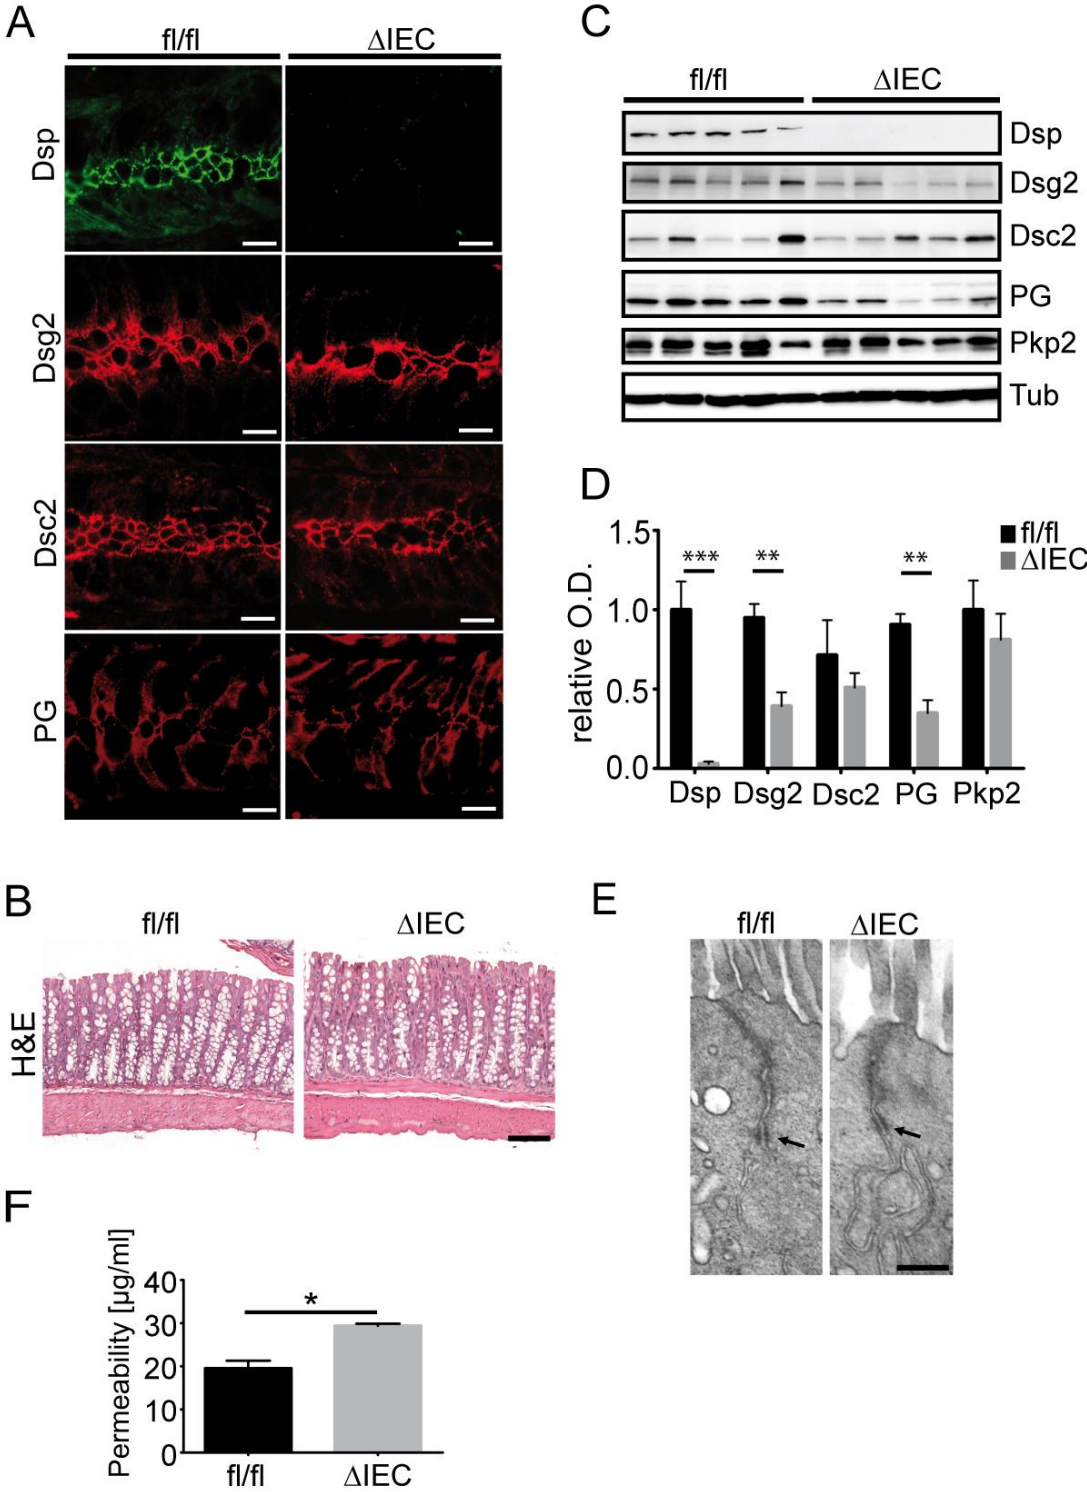 A
fl/fl
ΔIEC
Dsp
Dsg2
Dsc2
PG
B
fl/fl
ΔIEC
H&E
C
fl/fl
ΔIEC
Dsp
Dsg2
Dsc2
PG
Pkp2
Tub
D
relative O.D.
1.5
1.0
0.5
0.0
*** ** **
fl/fl
ΔIEC
Dsp Dsg2 Dsc2 PG Pkp2
E
fl/fl
ΔIEC
F
Permeability [µg/ml]
40
30
20
10
0
*
fl/fl
ΔIEC